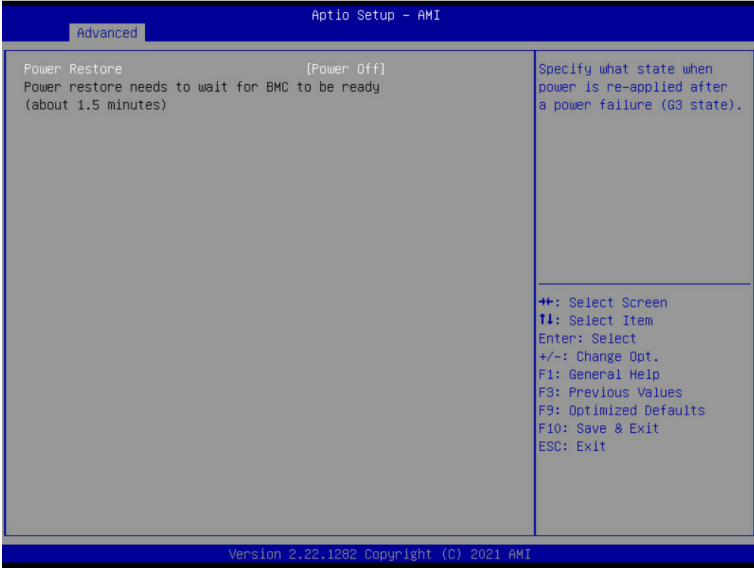 Aptio Setup - AMI
Advanced
Power Restore [Power Off]
Power restore needs to wait for BMC to be ready
(about 1.5 minutes)
Specify what state when
power is re-applied after
a power failure (G3 state).
→←: Select Screen
↑↓: Select Item
Enter: Select
+/-: Change Opt.
F1: General Help
F3: Previous Values
F9: Optimized Defaults
F10: Save & Exit
ESC: Exit
Version 2.22.1282 Copyright (C) 2021 AMI